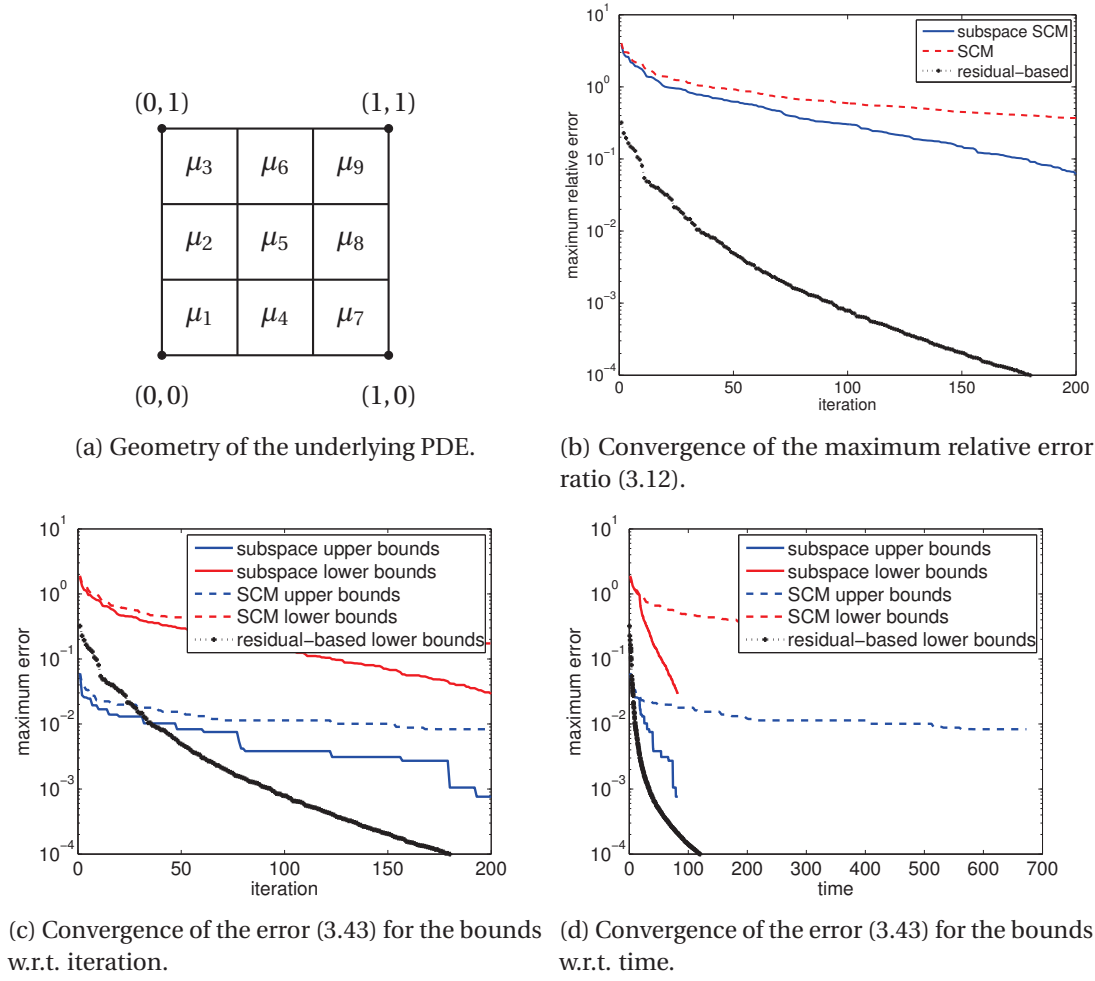 (0, 1) (1, 1)
μ3 μ6 μ9
μ2 μ5 μ8
μ1 μ4 μ7
(0, 0) (1, 0)
(a) Geometry of the underlying PDE.
10^1
10^0
10^−1
10^−2
10^−3
10^−4
maximum relative error
0 50 100 150 200
iteration
subspace SCM
SCM
residual−based
(b) Convergence of the maximum relative error
ratio (3.12).
10^1
10^0
10^−1
10^−2
10^−3
10^−4
maximum error
0 50 100 150 200
iteration
subspace upper bounds
subspace lower bounds
SCM upper bounds
SCM lower bounds
residual−based lower bounds
(c) Convergence of the error (3.43) for the bounds
w.r.t. iteration.
10^1
10^0
10^−1
10^−2
10^−3
10^−4
maximum error
0 100 200 300 400 500 600 700
time
subspace upper bounds
subspace lower bounds
SCM upper bounds
SCM lower bounds
residual−based lower bounds
(d) Convergence of the error (3.43) for the bounds
w.r.t. time.